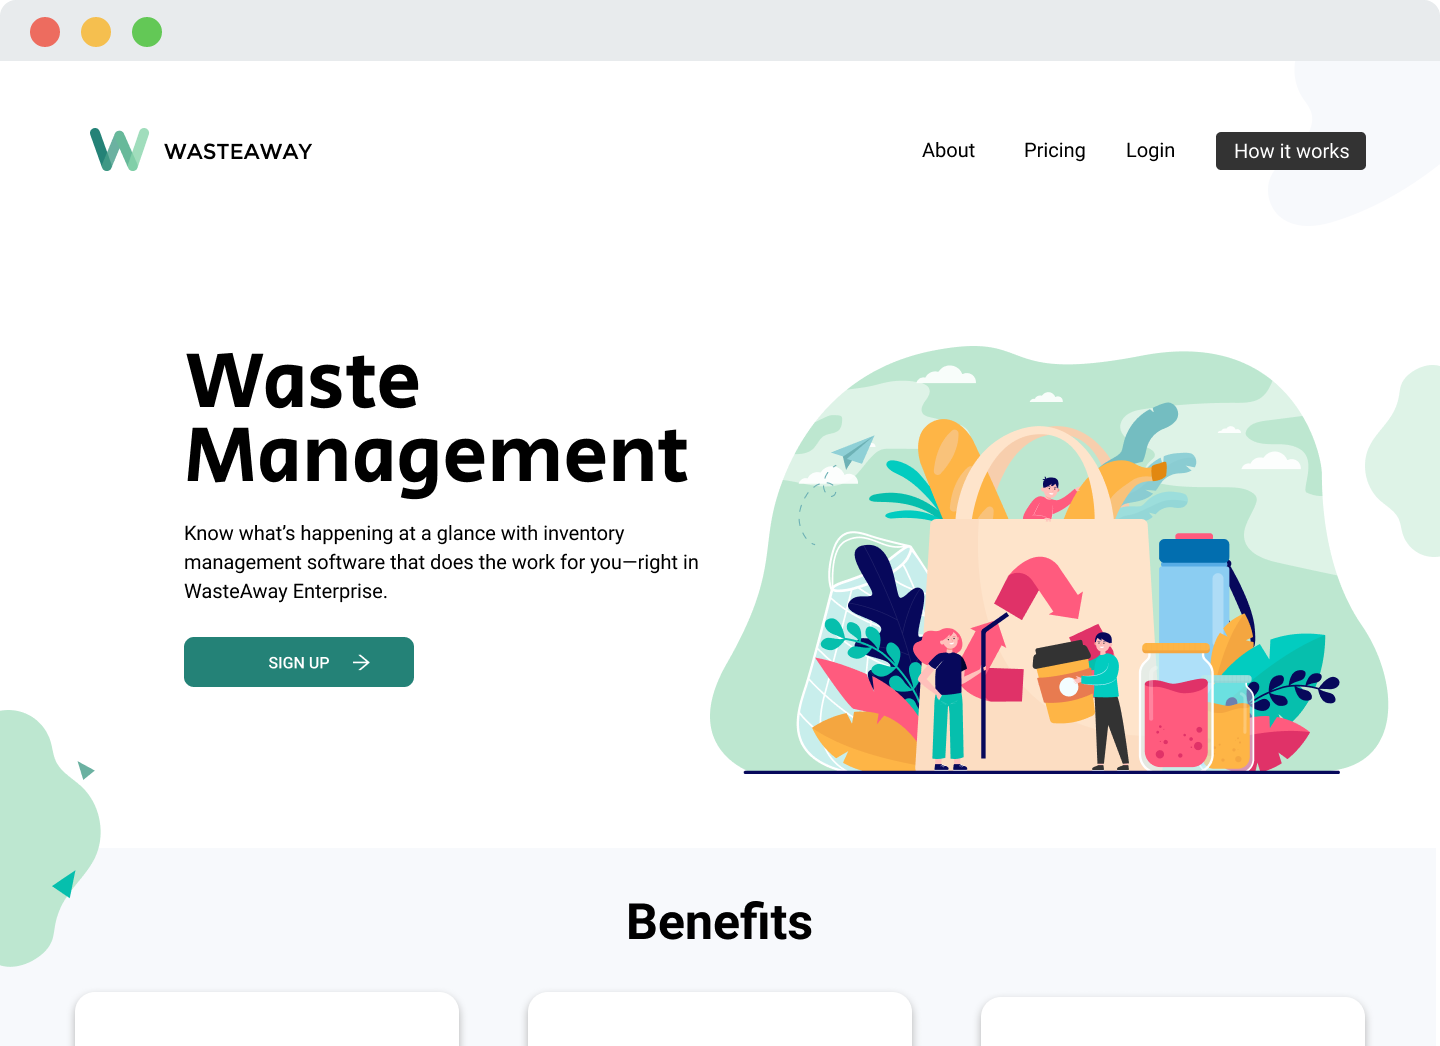 WASTEAWAY
About Pricing Login How it works
Waste
Management
Know what’s happening at a glance with inventory
management software that does the work for you—right in
WasteAway Enterprise.
SIGN UP
Benefits